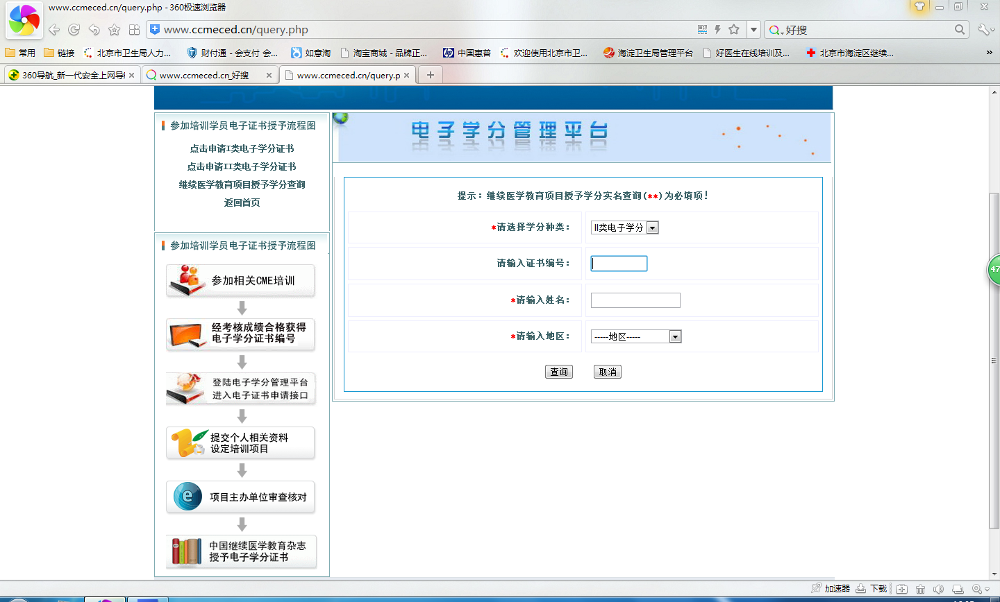 www.ccmeced.cn/query.php - 360极速浏览器
www.ccmeced.cn/query.php
好搜
常用
链接
北京市卫生局人力...
财付通 - 会支付 会...
如意淘
淘宝商城 - 品牌正...
中国惠普
欢迎使用北京市卫...
海淀卫生局管理平台
好医生在线培训及...
北京市海淀区继续...
»
360导航_新一代安全上网导
www.ccmeced.cn_好搜
www.ccmeced.cn/query.p
参加培训学员电子证书授予流程图
点击申请I类电子学分证书
点击申请II类电子学分证书
继续医学教育项目授予学分查询
返回首页
参加培训学员电子证书授予流程图
参加相关CME培训
经考核成绩合格获得
电子学分证书编号
登陆电子学分管理平台
进入电子证书申请接口
提交个人相关资料
设定培训项目
项目主办单位审查核对
中国继续医学教育杂志
授予电子学分证书
电子学分管理平台
提示：继续医学教育项目授予学分实名查询(**)为必填项！
*请选择学分种类：
II类电子学分
请输入证书编号：
*请输入姓名：
*请输入地区：
-----地区-----
查询
取消
47
加速器
下载